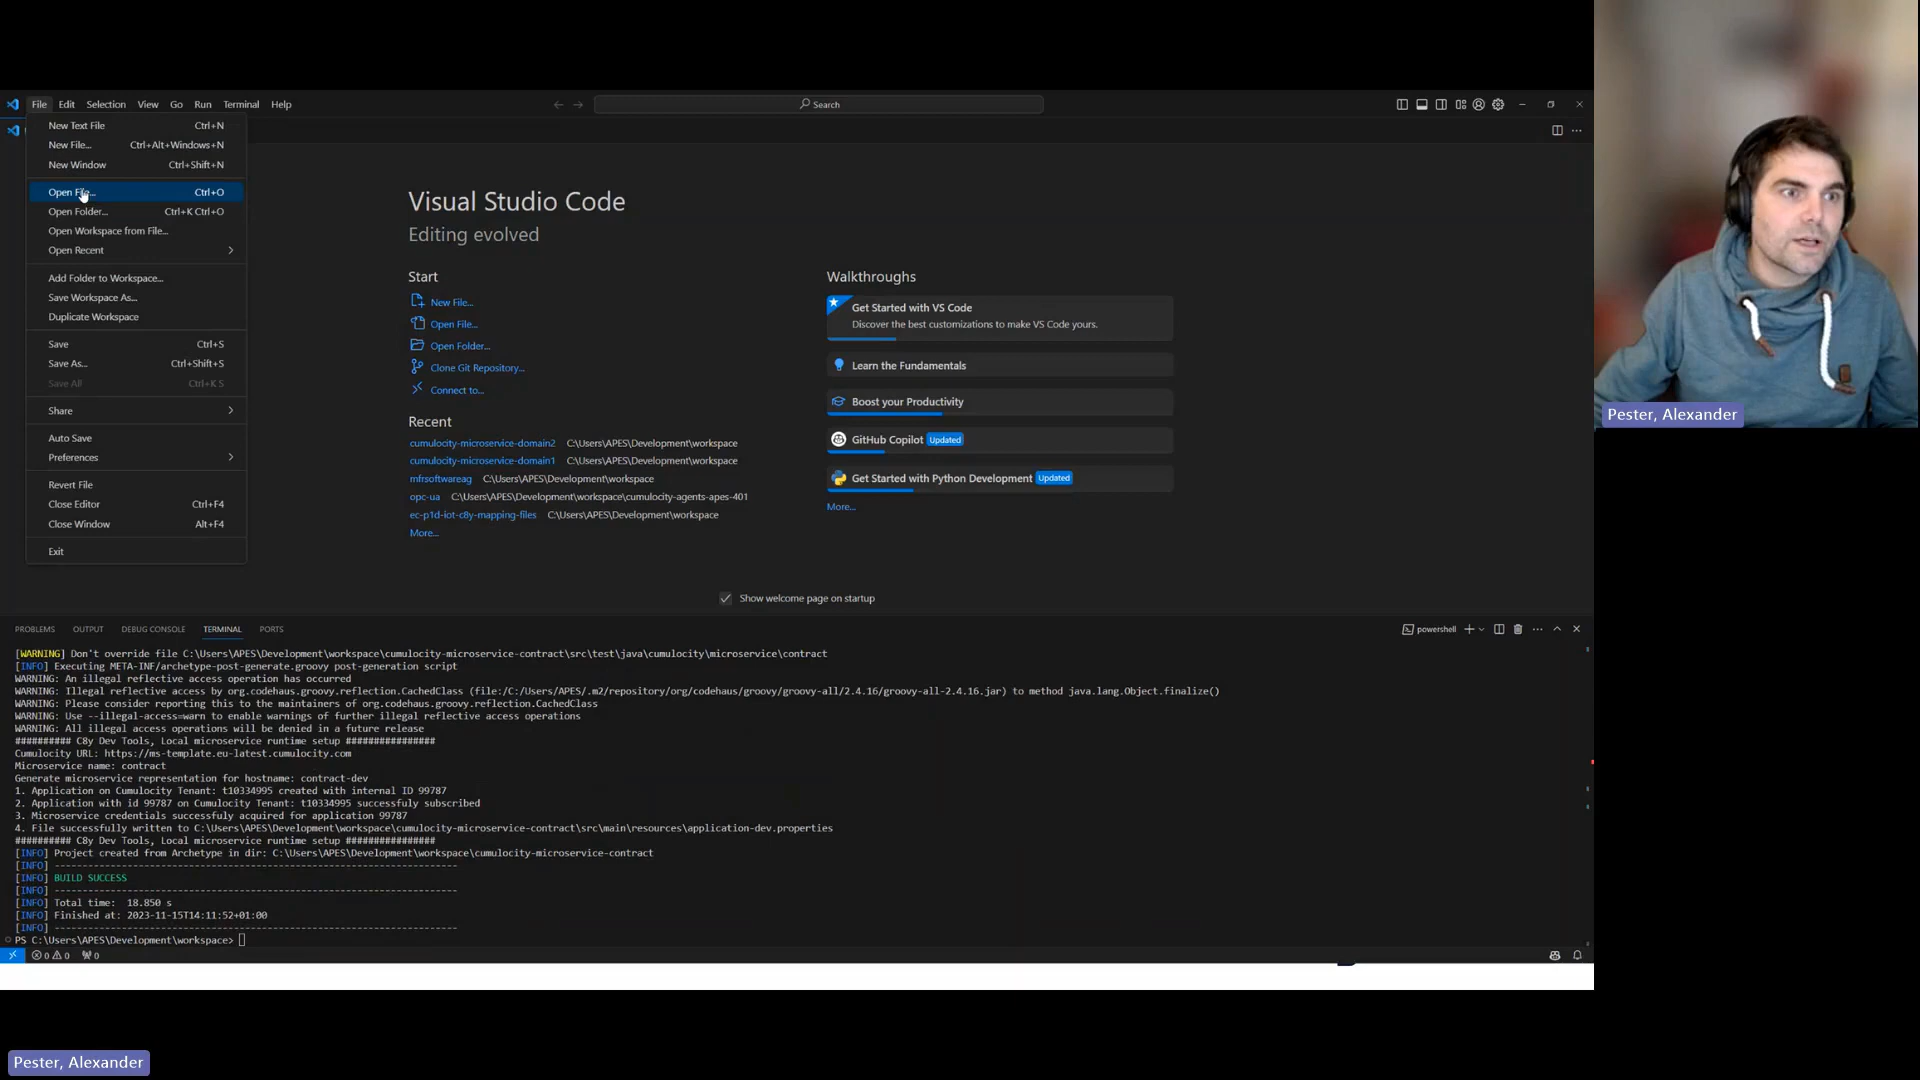 File Edit Selection View Go Run Terminal Help
Search
New Text File Ctrl+N
New File... Ctrl+Alt+Windows+N
New Window Ctrl+Shift+N
Open File... Ctrl+O
Open Folder... Ctrl+K Ctrl+O
Open Workspace from File...
Open Recent
Add Folder to Workspace...
Save Workspace As...
Duplicate Workspace
Save Ctrl+S
Save As... Ctrl+Shift+S
Save All Ctrl+K S
Share
Auto Save
Preferences
Revert File
Close Editor Ctrl+F4
Close Window Alt+F4
Exit
Visual Studio Code
Editing evolved
Start
New File...
Open File...
Open Folder...
Clone Git Repository...
Connect to...
Recent
cumulocity-microservice-domain2 C:\Users\APES\Development\workspace
cumulocity-microservice-domain1 C:\Users\APES\Development\workspace
mfrsoftwareag C:\Users\APES\Development\workspace
opc-ua C:\Users\APES\Development\workspace\cumulocity-agents-apes-401
ec-p1d-iot-c8y-mapping-files C:\Users\APES\Development\workspace
More...
Walkthroughs
Get Started with VS Code
Discover the best customizations to make VS Code yours.
Learn the Fundamentals
Boost your Productivity
GitHub Copilot Updated
Get Started with Python Development Updated
More...
Show welcome page on startup
PROBLEMS OUTPUT DEBUG CONSOLE TERMINAL PORTS
powershell
[WARNING] Don't override file C:\Users\APES\Development\workspace\cumulocity-microservice-contract\src\test\java\cumulocity\microservice\contract
[INFO] Executing META-INF/archetype-post-generate.groovy post-generation script
WARNING: An illegal reflective access operation has occurred
WARNING: Illegal reflective access by org.codehaus.groovy.reflection.CachedClass (file:/C:/Users/APES/.m2/repository/org/codehaus/groovy/groovy-all/2.4.16/groovy-all-2.4.16.jar) to method java.lang.Object.finalize()
WARNING: Please consider reporting this to the maintainers of org.codehaus.groovy.reflection.CachedClass
WARNING: Use --illegal-access=warn to enable warnings of further illegal reflective access operations
WARNING: All illegal access operations will be denied in a future release
########## C8y Dev Tools, Local microservice runtime setup ################
Cumulocity URL: https://ms-template.eu-latest.cumulocity.com
Microservice name: contract
Generate microservice representation for hostname: contract-dev
1. Application on Cumulocity Tenant: t10334995 created with internal ID 99787
2. Application with id 99787 on Cumulocity Tenant: t10334995 successfuly subscribed
3. Microservice credentials successfuly acquired for application 99787
4. File successfully written to C:\Users\APES\Development\workspace\cumulocity-microservice-contract\src\main\resources\application-dev.properties
########## C8y Dev Tools, Local microservice runtime setup ################
[INFO] Project created from Archetype in dir: C:\Users\APES\Development\workspace\cumulocity-microservice-contract
[INFO] ------------------------------------------------------------------------
[INFO] BUILD SUCCESS
[INFO] ------------------------------------------------------------------------
[INFO] Total time:  18.850 s
[INFO] Finished at: 2023-11-15T14:11:52+01:00
[INFO] ------------------------------------------------------------------------
PS C:\Users\APES\Development\workspace>
0 0 0
Pester, Alexander
Pester, Alexander